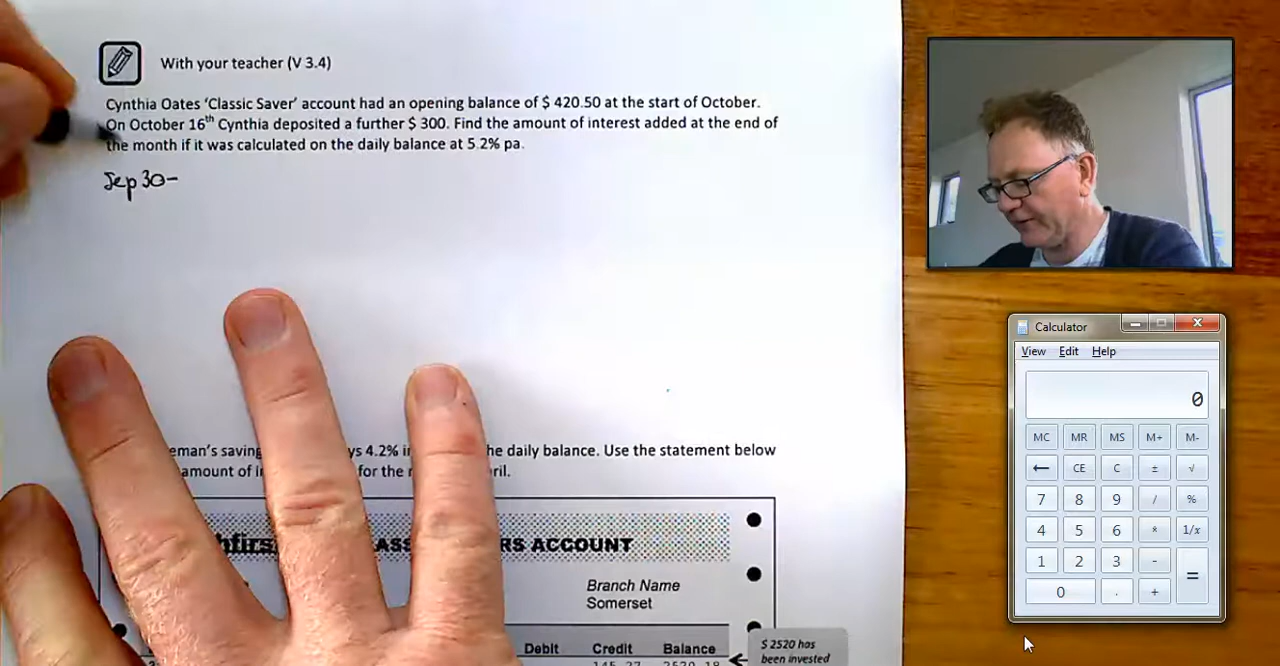 With your teacher (V 3.4)
Cynthia Oates 'Classic Saver' account had an opening balance of $ 420.50 at the start of October.
On October 16th Cynthia deposited a further $ 300. Find the amount of interest added at the end of
the month if it was calculated on the daily balance at 5.2% pa.
Sep 30-
eman's saving ys 4.2% he daily balance. Use the statement below
amount of for the ril.
RS ACCOUNT
Branch Name
Somerset
Debit Credit Balance
$ 2520 has
been invested
Calculator
View Edit Help
0
MC MR MS M+ M-
← CE C ± √
7 8 9 / %
4 5 6 * 1/x
1 2 3 - =
0 . +